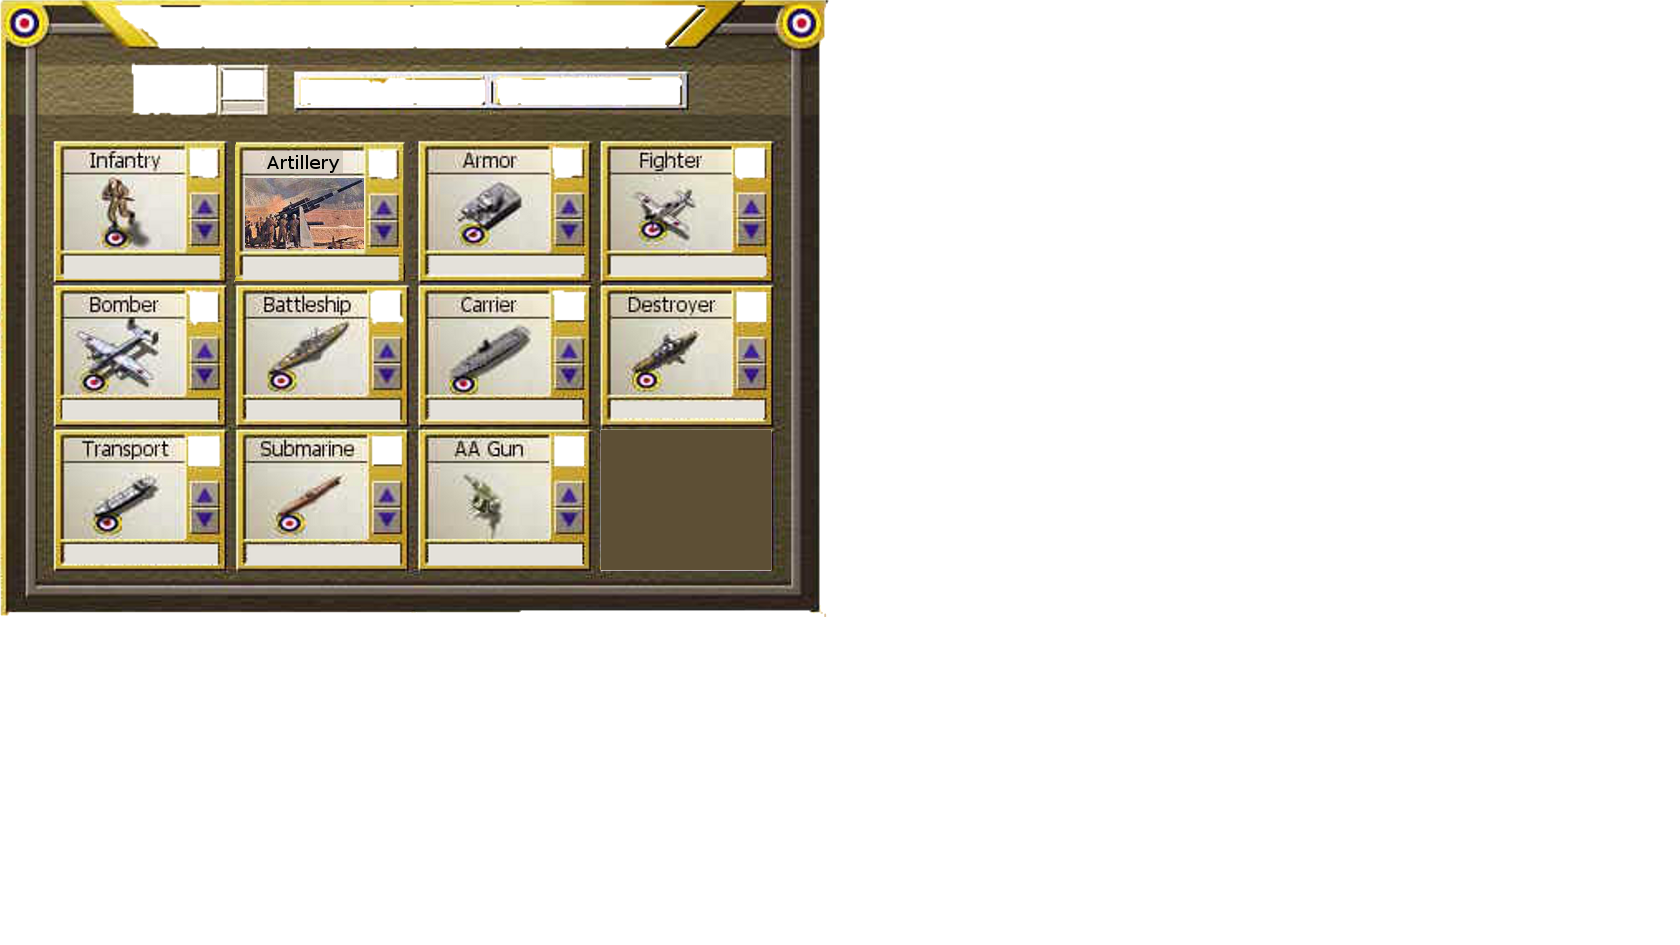 Infantry
Artillery
Armor
Fighter
Bomber
Battleship
Carrier
Destroyer
Transport
Submarine
AA Gun